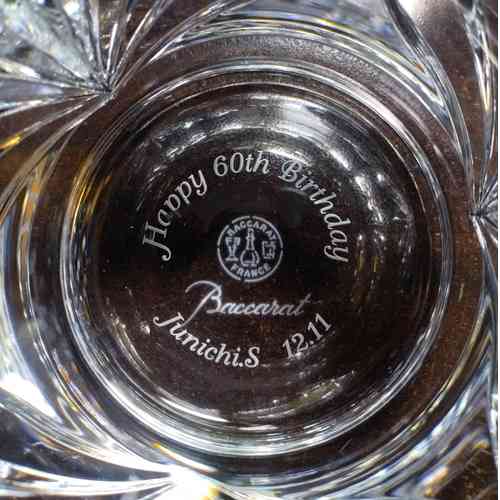 Happy 60th Birthday
BACCARAT
FRANCE
Baccarat
Junichi.S 12.11